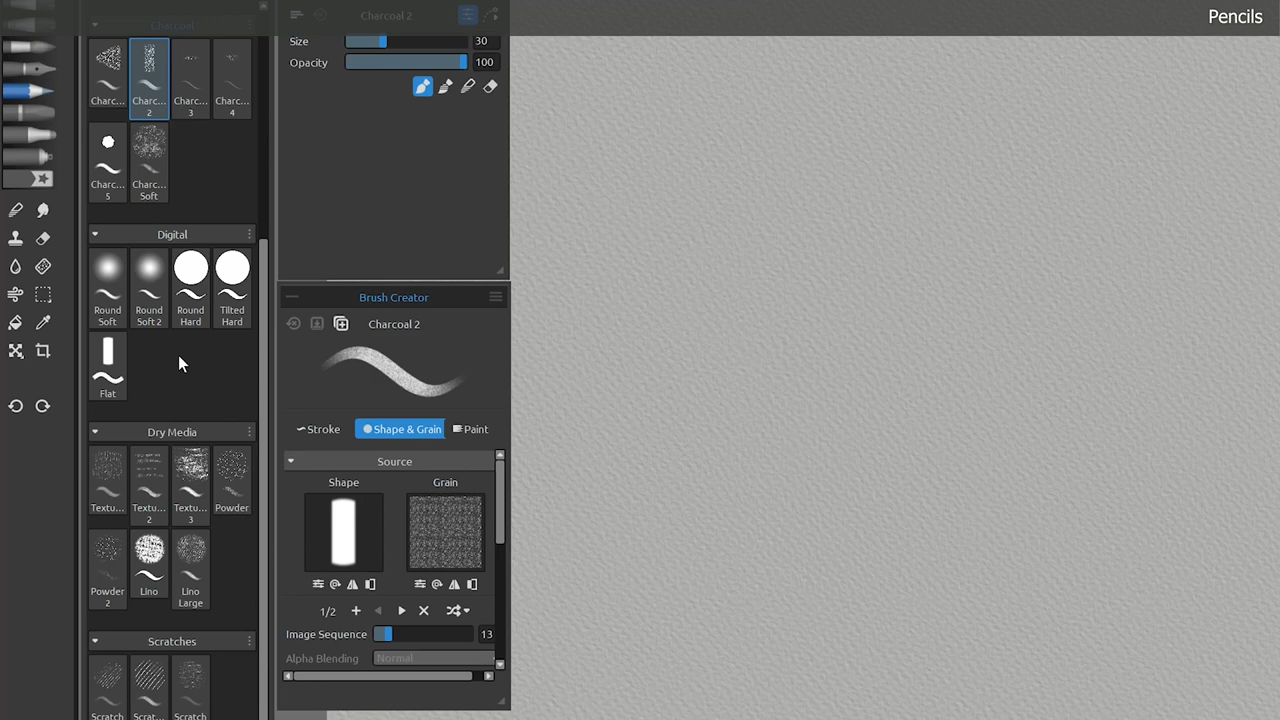 Pencils
Charcoal
Charc...
Charc...
2
Charc...
3
Charc...
4
Charc...
5
Charc...
Soft
Digital
Round
Soft
Round
Soft 2
Round
Hard
Tilted
Hard
Flat
Dry Media
Textu...
Textu...
2
Textu...
3
Powder
Powder
2
Lino
Lino
Large
Scratches
Scratch
Scrat...
Scratch
Charcoal 2
Size 30
Opacity 100
Brush Creator
Charcoal 2
Stroke Shape & Grain Paint
Source
Shape Grain
1/2
Image Sequence 13
Alpha Blending Normal